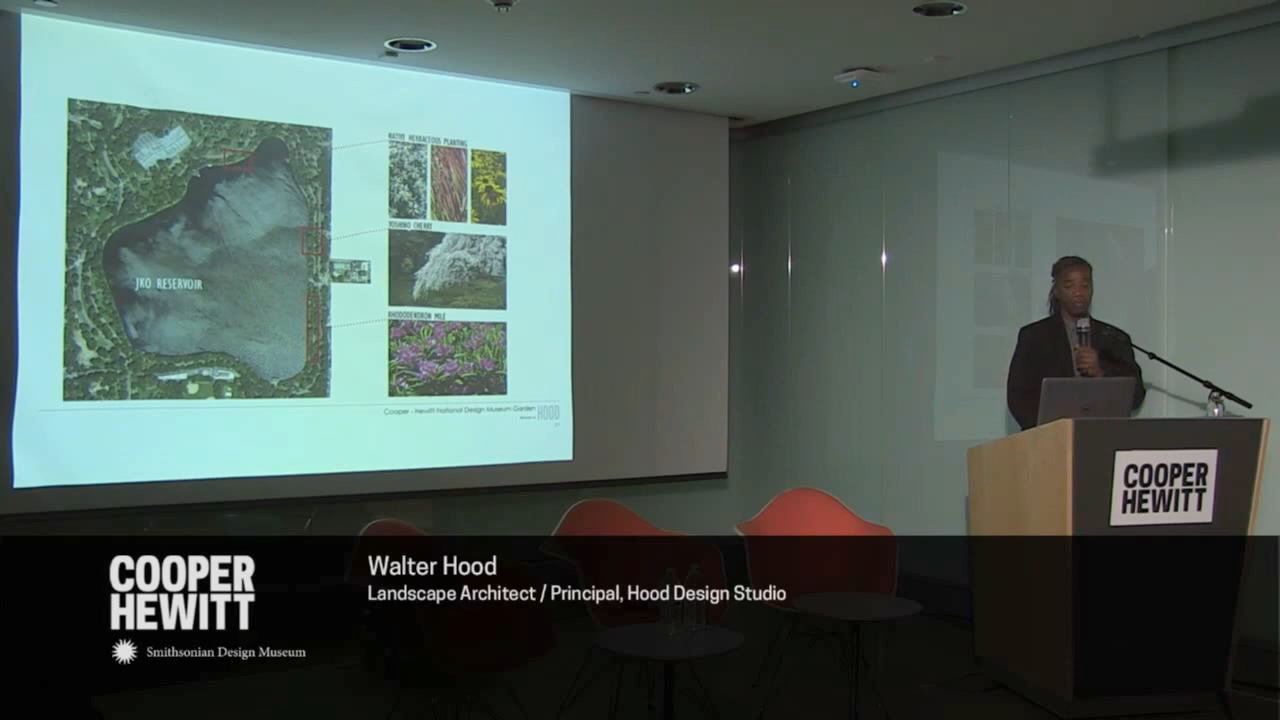 NATIVE HERBACEOUS PLANTING
YOSHINO CHERRY
JKO RESERVOIR
RHODODENDRON MILE
Cooper - Hewitt National Design Museum Garden
HOOD
COOPER
HEWITT
COOPER
HEWITT
Smithsonian Design Museum
Walter Hood
Landscape Architect / Principal, Hood Design Studio